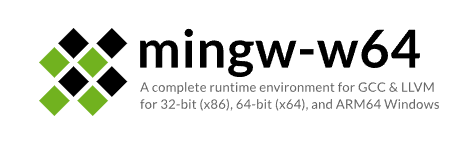 mingw-w64
A complete runtime environment for GCC & LLVM
for 32-bit (x86), 64-bit (x64), and ARM64 Windows